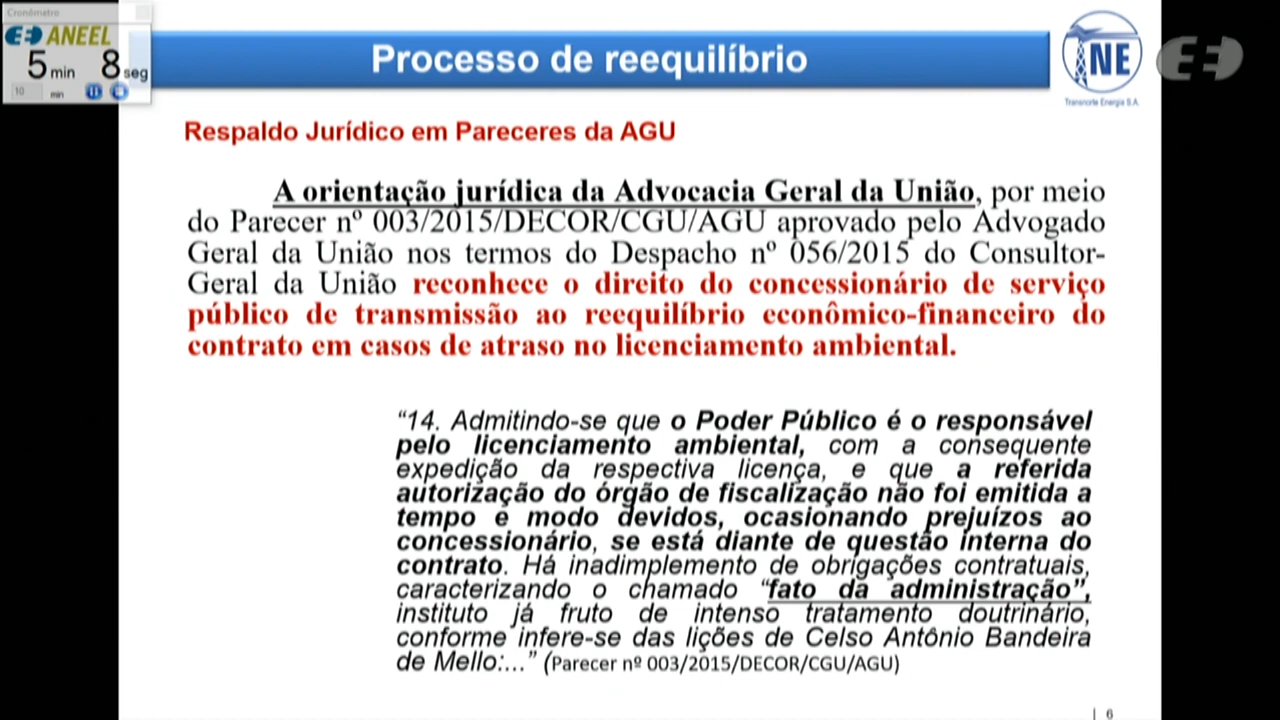 Cronômetro
ANEEL
5 min 8 seg
10 min
Processo de reequilíbrio
TNE
Transnorte Energia S.A.
Respaldo Jurídico em Pareceres da AGU
A orientação jurídica da Advocacia Geral da União, por meio
do Parecer nº 003/2015/DECOR/CGU/AGU aprovado pelo Advogado
Geral da União nos termos do Despacho nº 056/2015 do Consultor-
Geral da União reconhece o direito do concessionário de serviço
público de transmissão ao reequilíbrio econômico-financeiro do
contrato em casos de atraso no licenciamento ambiental.
“14. Admitindo-se que o Poder Público é o responsável
pelo licenciamento ambiental, com a consequente
expedição da respectiva licença, e que a referida
autorização do órgão de fiscalização não foi emitida a
tempo e modo devidos, ocasionando prejuízos ao
concessionário, se está diante de questão interna do
contrato. Há inadimplemento de obrigações contratuais,
caracterizando o chamado “fato da administração”,
instituto já fruto de intenso tratamento doutrinário,
conforme infere-se das lições de Celso Antônio Bandeira
de Mello:...” (Parecer nº 003/2015/DECOR/CGU/AGU)
| 6